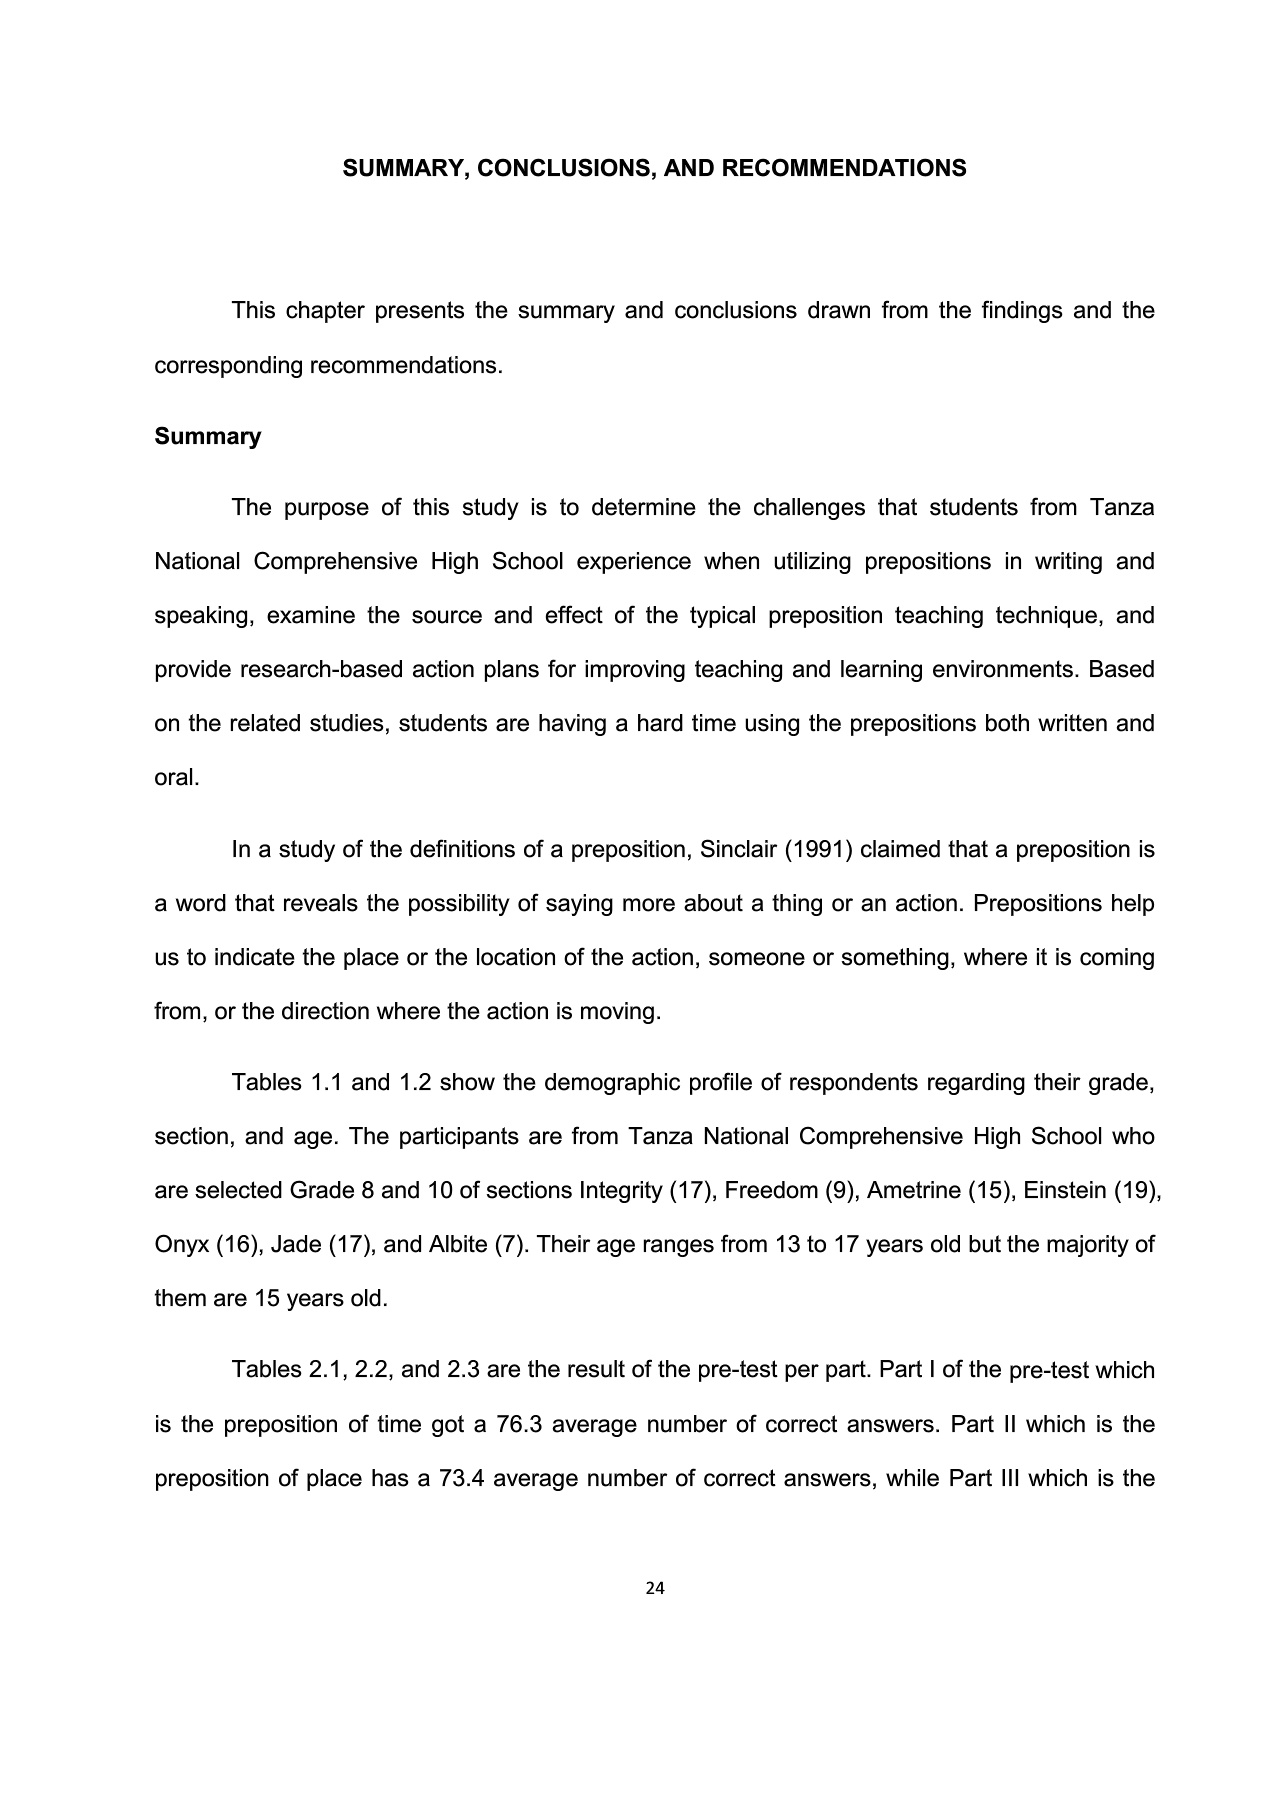 SUMMARY, CONCLUSIONS, AND RECOMMENDATIONS
This chapter presents the summary and conclusions drawn from the findings and the
corresponding recommendations.
Summary
The purpose of this study is to determine the challenges that students from Tanza
National Comprehensive High School experience when utilizing prepositions in writing and
speaking, examine the source and effect of the typical preposition teaching technique, and
provide research-based action plans for improving teaching and learning environments. Based
on the related studies, students are having a hard time using the prepositions both written and
oral.
In a study of the definitions of a preposition, Sinclair (1991) claimed that a preposition is
a word that reveals the possibility of saying more about a thing or an action. Prepositions help
us to indicate the place or the location of the action, someone or something, where it is coming
from, or the direction where the action is moving.
Tables 1.1 and 1.2 show the demographic profile of respondents regarding their grade,
section, and age. The participants are from Tanza National Comprehensive High School who
are selected Grade 8 and 10 of sections Integrity (17), Freedom (9), Ametrine (15), Einstein (19),
Onyx (16), Jade (17), and Albite (7). Their age ranges from 13 to 17 years old but the majority of
them are 15 years old.
Tables 2.1, 2.2, and 2.3 are the result of the pre-test per part. Part I of the pre-test which
is the preposition of time got a 76.3 average number of correct answers. Part II which is the
preposition of place has a 73.4 average number of correct answers, while Part III which is the
24